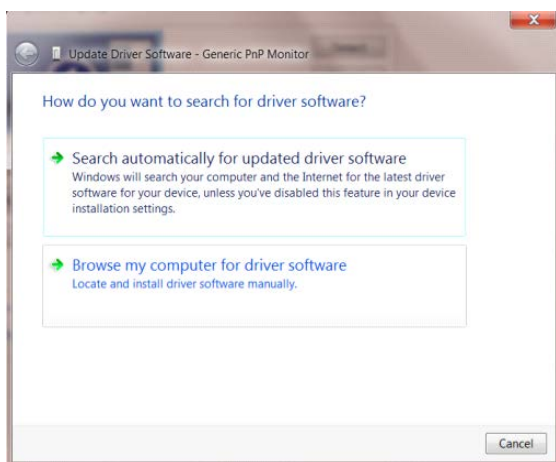 Update Driver Software - Generic PnP Monitor
How do you want to search for driver software?
Search automatically for updated driver software
Windows will search your computer and the Internet for the latest driver
software for your device, unless you've disabled this feature in your device
installation settings.
Browse my computer for driver software
Locate and install driver software manually.
Cancel